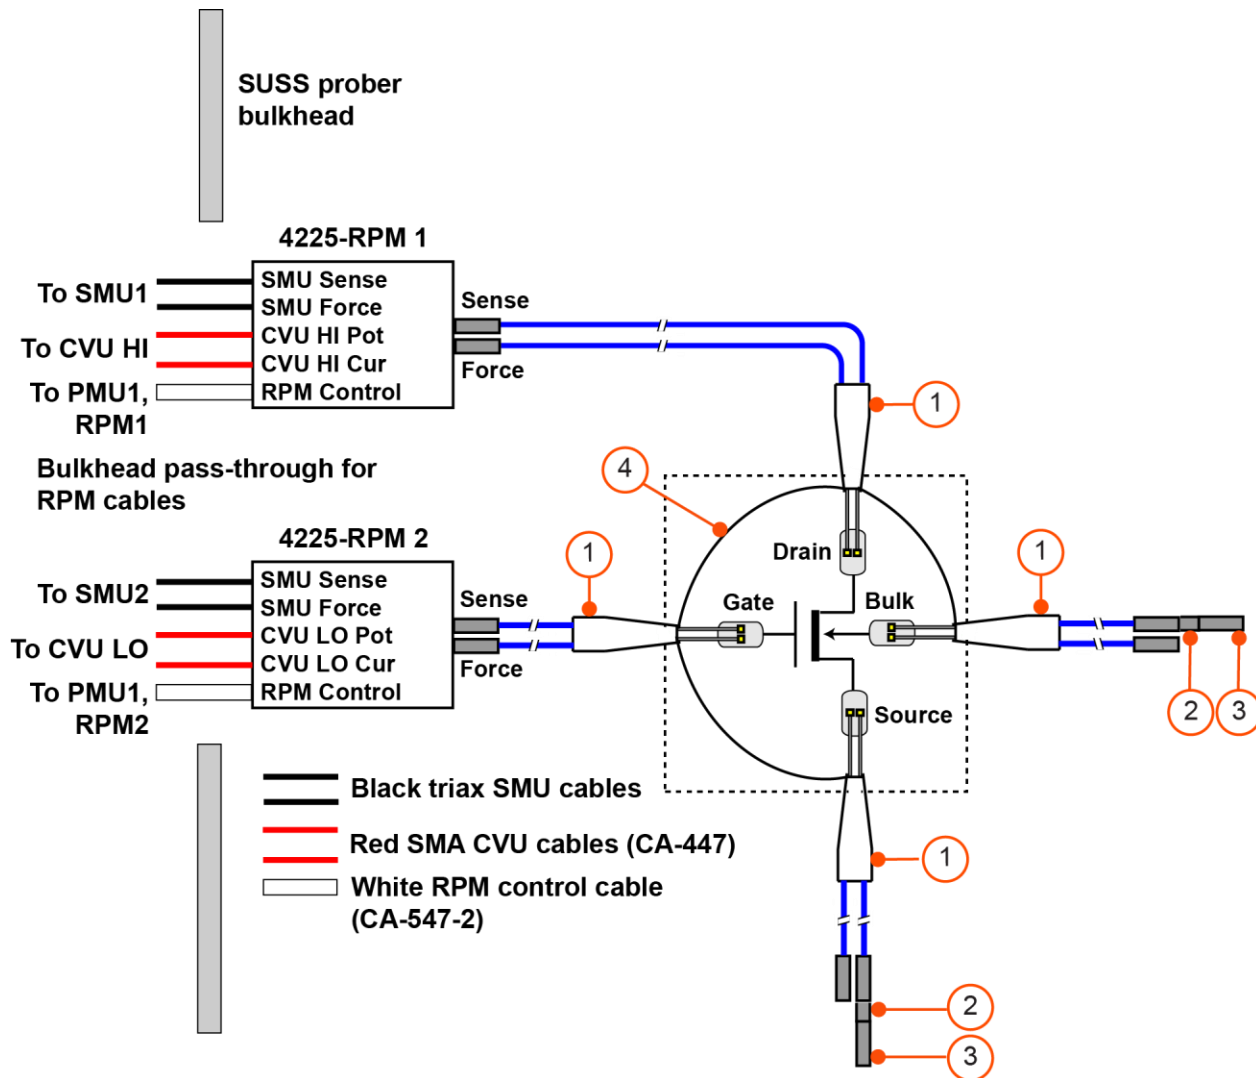 SUSS prober
bulkhead
4225-RPM 1
To SMU1
SMU Sense
SMU Force
To CVU HI
CVU HI Pot
CVU HI Cur
To PMU1,
RPM1
RPM Control
Sense
Force
1
Bulkhead pass-through for
RPM cables
4
4225-RPM 2
To SMU2
SMU Sense
SMU Force
To CVU LO
CVU LO Pot
CVU LO Cur
To PMU1,
RPM2
RPM Control
Sense
Force
1
Drain
Gate
Bulk
Source
1
2
3
Black triax SMU cables
Red SMA CVU cables (CA-447)
White RPM control cable
(CA-547-2)
1
2
3